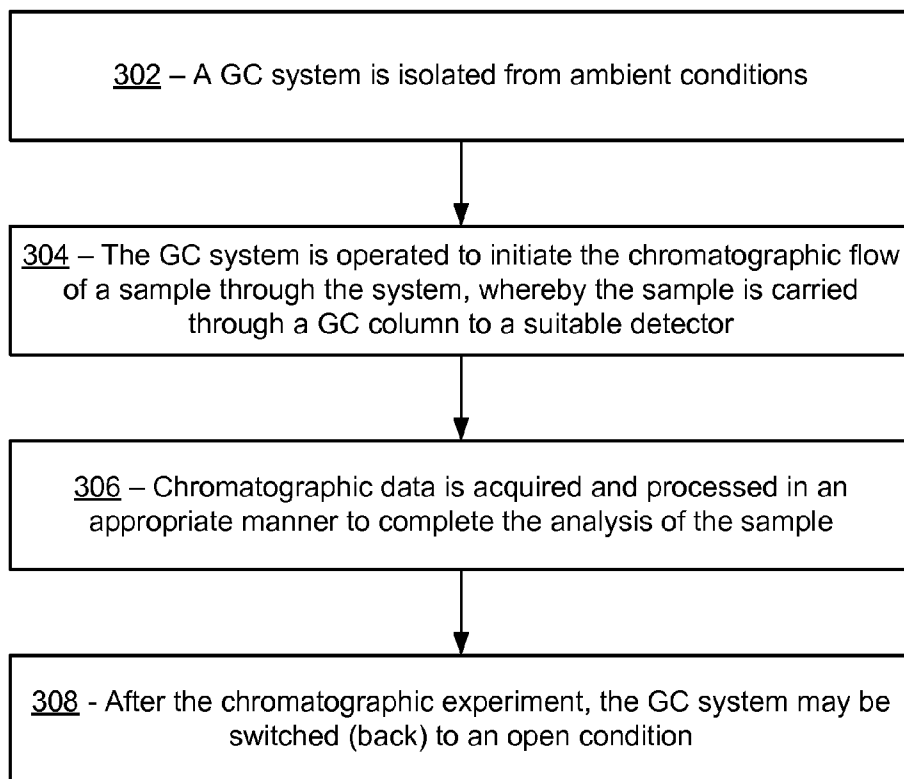 302 – A GC system is isolated from ambient conditions
304 – The GC system is operated to initiate the chromatographic flow
of a sample through the system, whereby the sample is carried
through a GC column to a suitable detector
306 – Chromatographic data is acquired and processed in an
appropriate manner to complete the analysis of the sample
308 - After the chromatographic experiment, the GC system may be
switched (back) to an open condition